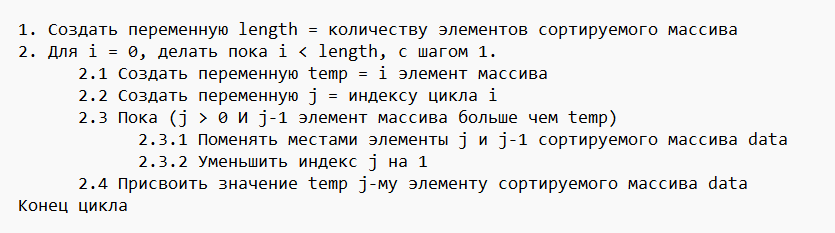 1. Создать переменную length = количеству элементов сортируемого массива
2. Для i = 0, делать пока i < length, с шагом 1.
2.1 Создать переменную temp = i элемент массива
2.2 Создать переменную j = индексу цикла i
2.3 Пока (j > 0 И j-1 элемент массива больше чем temp)
2.3.1 Поменять местами элементы j и j-1 сортируемого массива data
2.3.2 Уменьшить индекс j на 1
2.4 Присвоить значение temp j-му элементу сортируемого массива data
Конец цикла